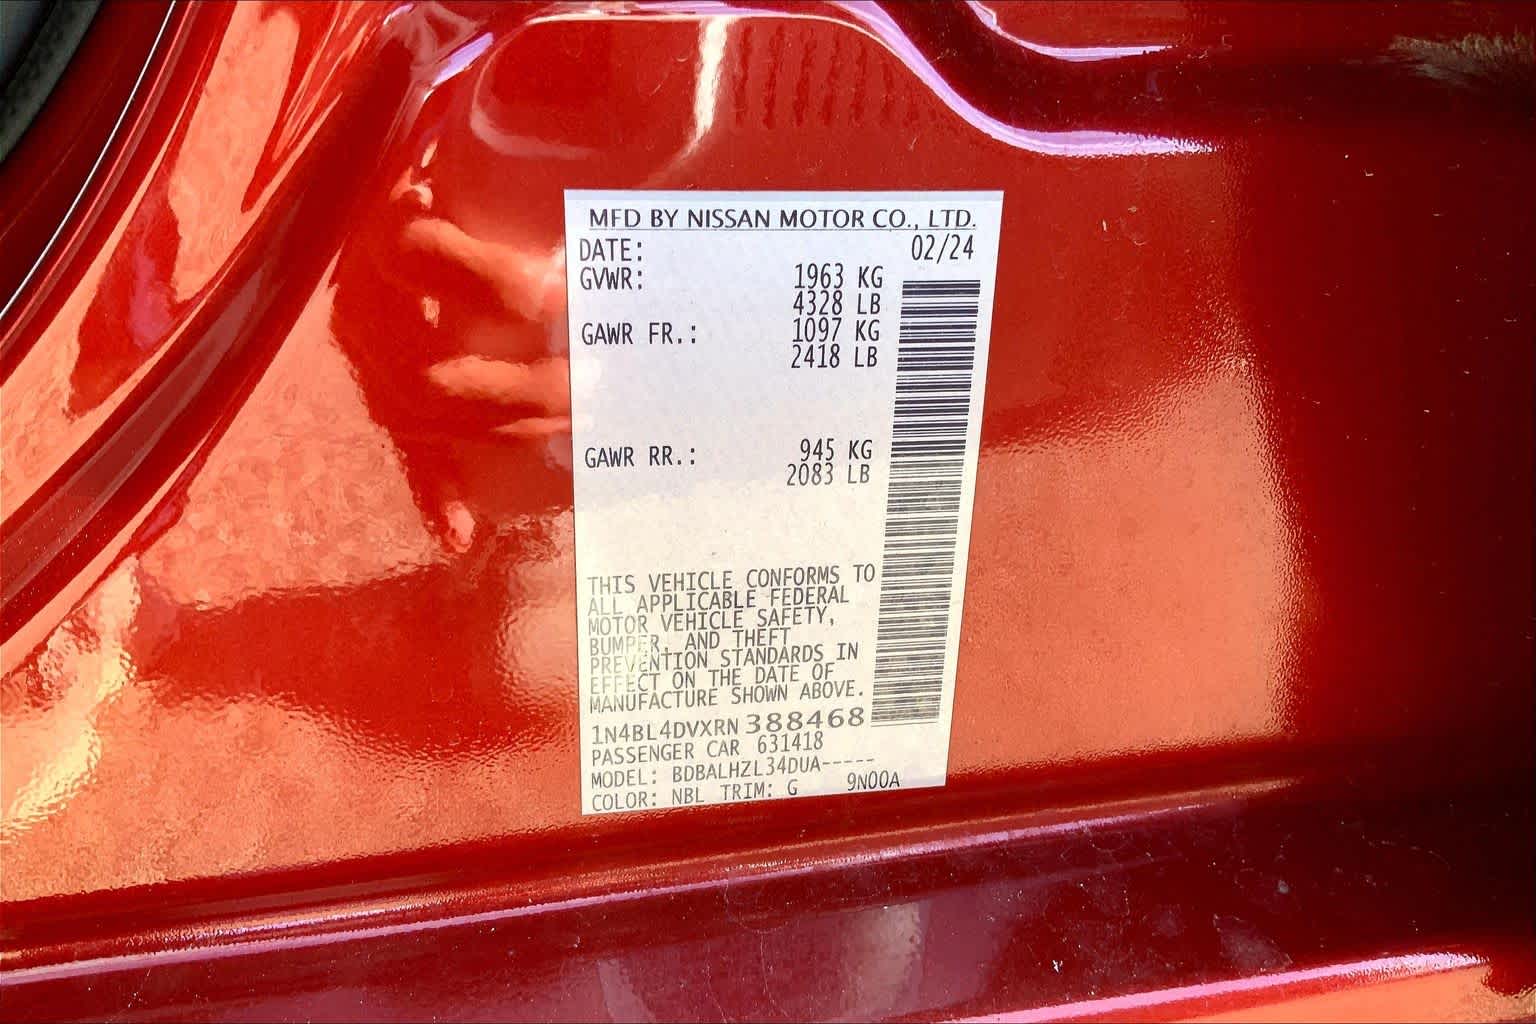 MFD BY NISSAN MOTOR CO., LTD.
DATE: 02/24
GVWR: 1963 KG
4328 LB
GAWR FR.: 1097 KG
2418 LB
GAWR RR.: 945 KG
2083 LB
THIS VEHICLE CONFORMS TO
ALL APPLICABLE FEDERAL
MOTOR VEHICLE SAFETY,
BUMPER, AND THEFT
PREVENTION STANDARDS IN
EFFECT ON THE DATE OF
MANUFACTURE SHOWN ABOVE.
1N4BL4DVXRN388468
PASSENGER CAR 631418
MODEL: BDBALHZL34DUA-----
COLOR: NBL TRIM: G 9N00A